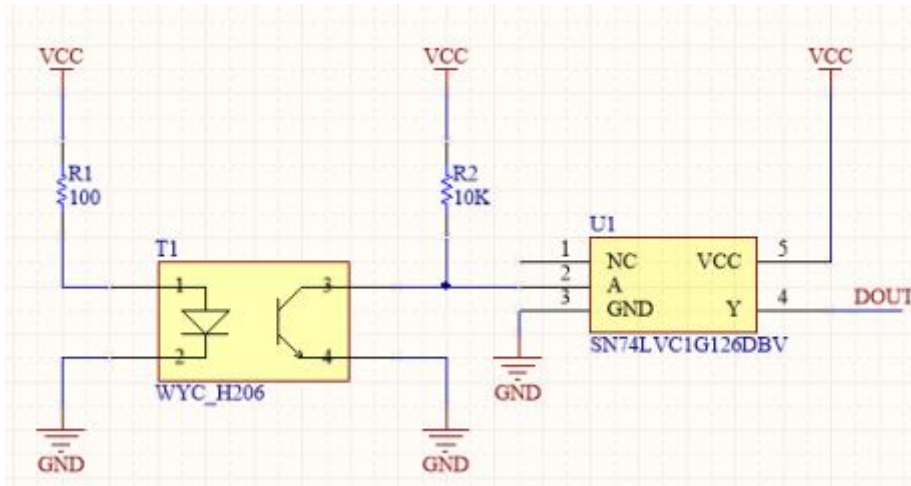 VCC
VCC
VCC
R1
100
R2
10K
T1
1
3
2
4
WYC_H206
U1
1
NC
VCC
5
2
A
3
GND
Y
4
DOUT
SN74LVC1G126DBV
GND
GND
GND